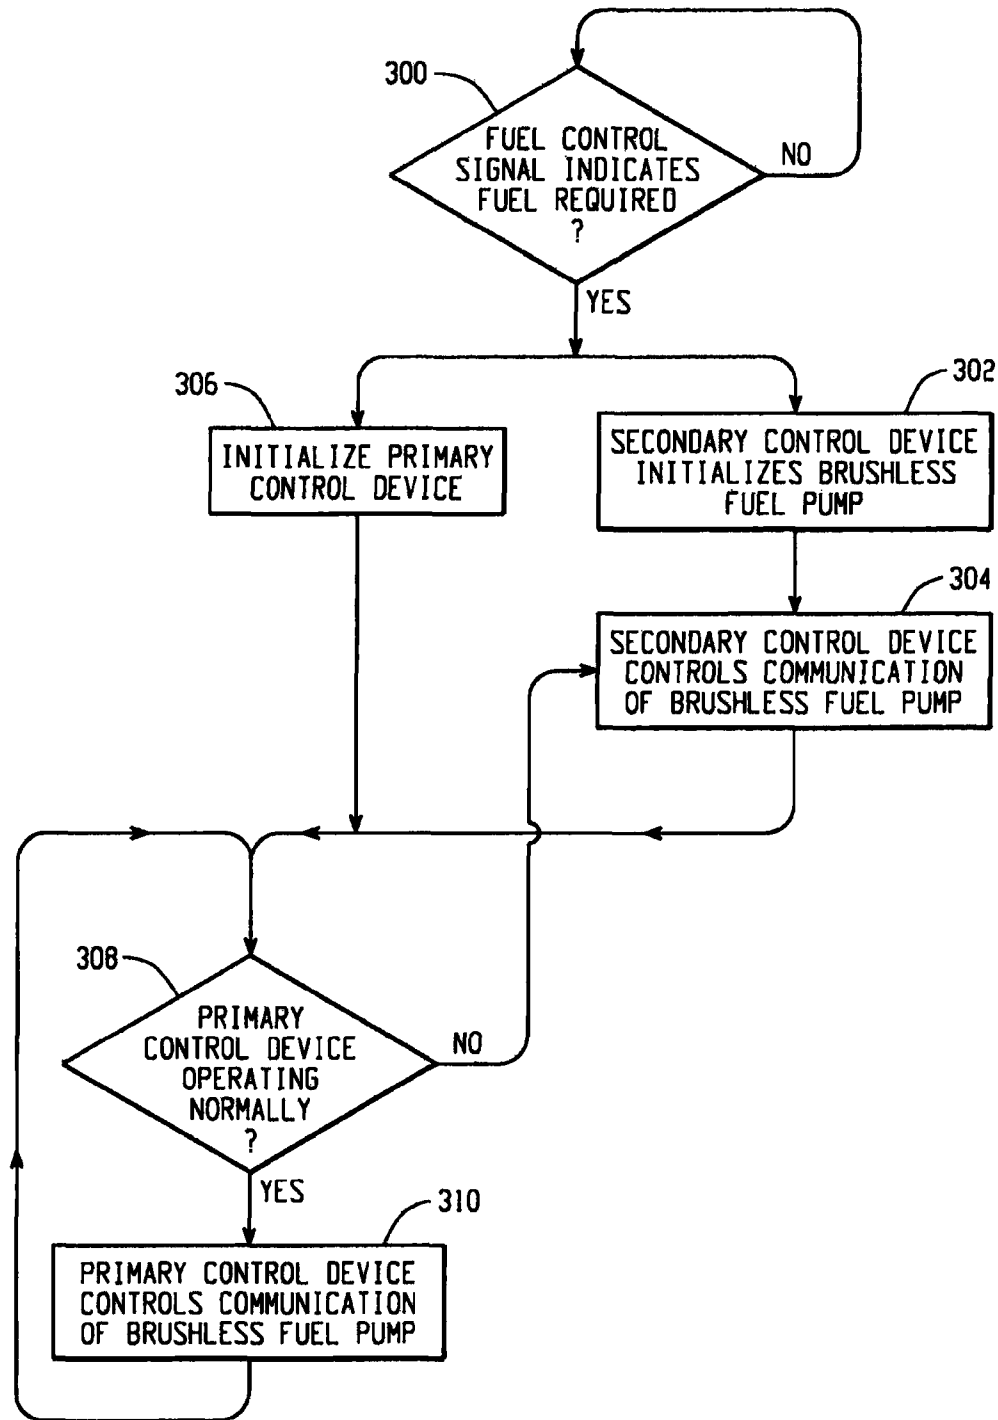 300
FUEL CONTROL
SIGNAL INDICATES
FUEL REQUIRED
?
NO
YES
306
INITIALIZE PRIMARY
CONTROL DEVICE
302
SECONDARY CONTROL DEVICE
INITIALIZES BRUSHLESS
FUEL PUMP
304
SECONDARY CONTROL DEVICE
CONTROLS COMMUNICATION
OF BRUSHLESS FUEL PUMP
308
PRIMARY
CONTROL DEVICE
OPERATING
NORMALLY
?
NO
YES
310
PRIMARY CONTROL DEVICE
CONTROLS COMMUNICATION
OF BRUSHLESS FUEL PUMP